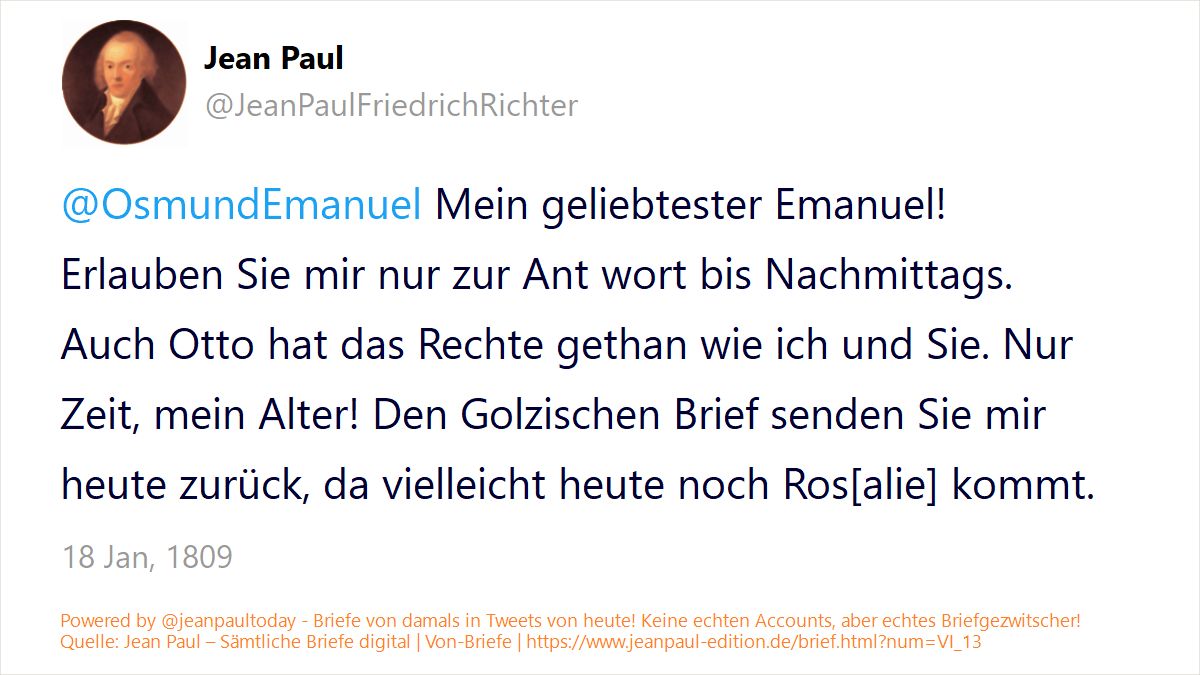 Jean Paul
@JeanPaulFriedrichRichter
@OsmundEmanuel Mein geliebtester Emanuel!
Erlauben Sie mir nur zur Ant wort bis Nachmittags.
Auch Otto hat das Rechte gethan wie ich und Sie. Nur
Zeit, mein Alter! Den Golzischen Brief senden Sie mir
heute zurück, da vielleicht heute noch Ros[alie] kommt.
18 Jan, 1809
Powered by @jeanpaultoday - Briefe von damals in Tweets von heute! Keine echten Accounts, aber echtes Briefgezwitscher!
Quelle: Jean Paul – Sämtliche Briefe digital | Von-Briefe | https://www.jeanpaul-edition.de/brief.html?num=VI_13